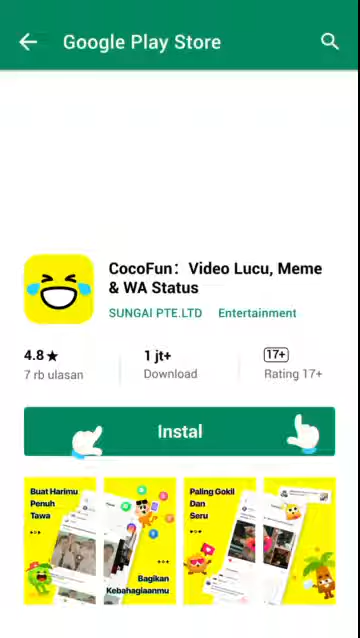 Google Play Store
CocoFun： Video Lucu, Meme
& WA Status
SUNGAI PTE.LTD Entertainment
4.8★ 1 jt+ 17+
7 rb ulasan Download Rating 17+
Instal
Buat Harimu
Penuh
Tawa
Bagikan
Kebahagiaanmu
Paling Gokil
Dan
Seru